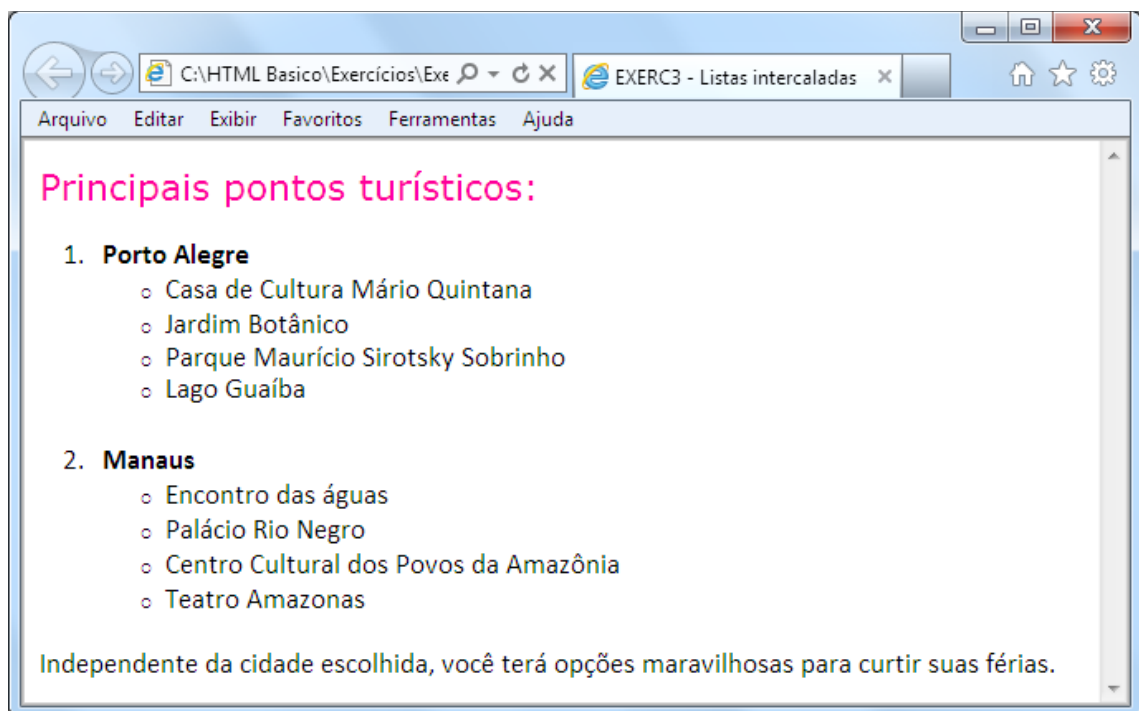 C:\HTML Basico\Exercícios\Exe
EXERC3 - Listas intercaladas
Arquivo Editar Exibir Favoritos Ferramentas Ajuda
Principais pontos turísticos:
1. Porto Alegre
Casa de Cultura Mário Quintana
Jardim Botânico
Parque Maurício Sirotsky Sobrinho
Lago Guaíba
2. Manaus
Encontro das águas
Palácio Rio Negro
Centro Cultural dos Povos da Amazônia
Teatro Amazonas
Independente da cidade escolhida, você terá opções maravilhosas para curtir suas férias.